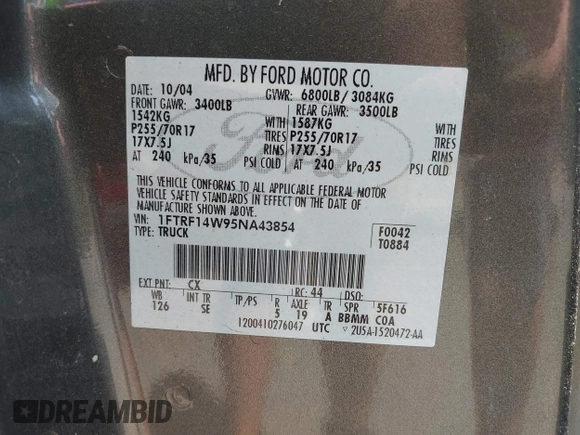 MFD. BY FORD MOTOR CO.
DATE: 10/04 GVWR: 6800LB / 3084KG
FRONT GAWR: 3400LB REAR GAWR: 3500LB
1542KG WITH 1587KG WITH
P255/70R17 TIRES P255/70R17 TIRES
17X7.5J RIMS 17X7.5J RIMS
AT 240 kPa/35 PSI COLD AT 240 kPa/35 PSI COLD
THIS VEHICLE CONFORMS TO ALL APPLICABLE FEDERAL MOTOR
VEHICLE SAFETY STANDARDS IN EFFECT ON THE DATE OF
MANUFACTURE SHOWN ABOVE.
VIN: 1FTRF14W95NA43854 F0042
TYPE: TRUCK T0884
EXT PNT: CX RC: 44 DSO:
WB INT TR TP/PS R AXLE TR SPR 5F616
126 SE 5 19 A BBMM COA
1200410276047 UTC ▽ 2U5A-1520472-AA
Ford
DREAMBID